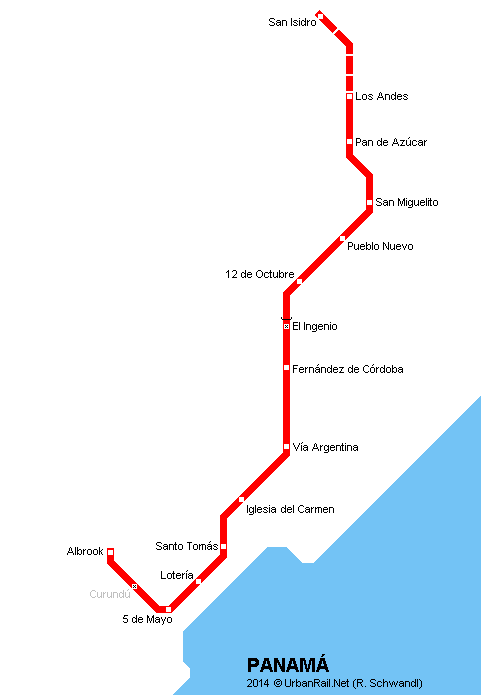 San Isidro
Los Andes
Pan de Azúcar
San Miguelito
Pueblo Nuevo
12 de Octubre
El Ingenio
Fernández de Córdoba
Vía Argentina
Iglesia del Carmen
Santo Tomás
Albrook
Lotería
Curundú
5 de Mayo
PANAMÁ
2014 © UrbanRail.Net (R. Schwandl)